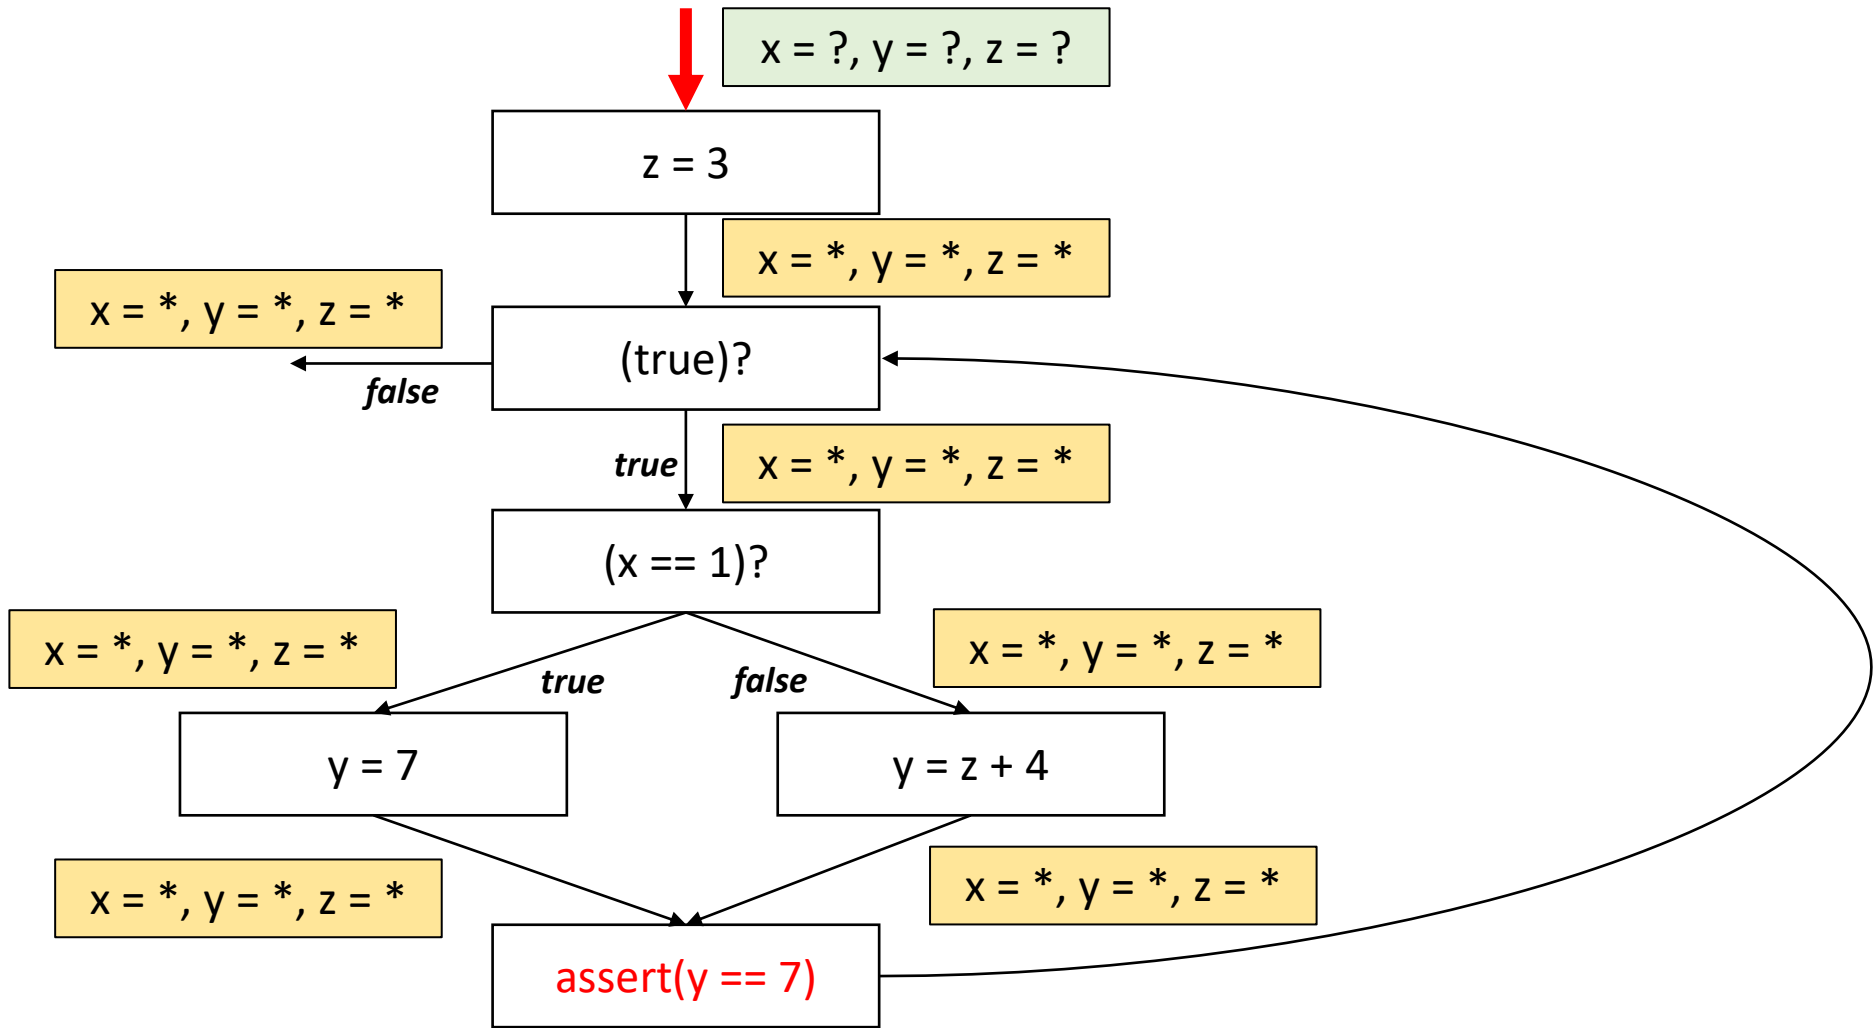 x = ?, y = ?, z = ?
z = 3
x = *, y = *, z = *
x = *, y = *, z = *
(true)?
false
x = *, y = *, z = *
true
(x == 1)?
x = *, y = *, z = *
x = *, y = *, z = *
true
false
y = 7
y = z + 4
x = *, y = *, z = *
x = *, y = *, z = *
assert(y == 7)